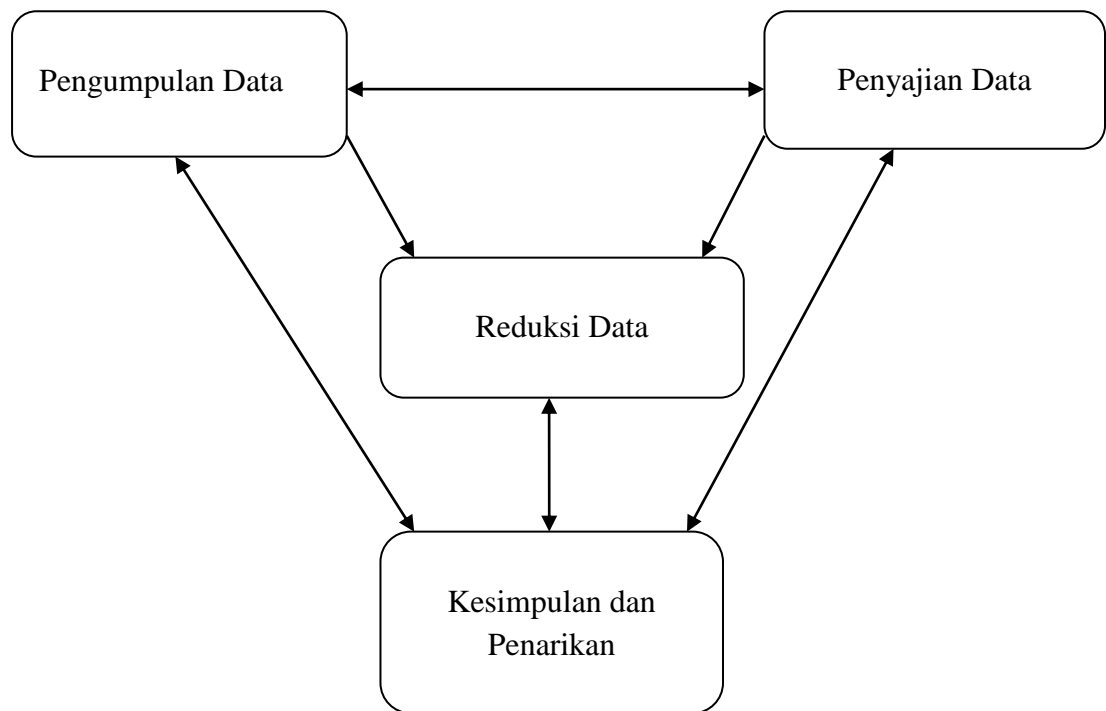 Pengumpulan Data
Penyajian Data
Reduksi Data
Kesimpulan dan
Penarikan